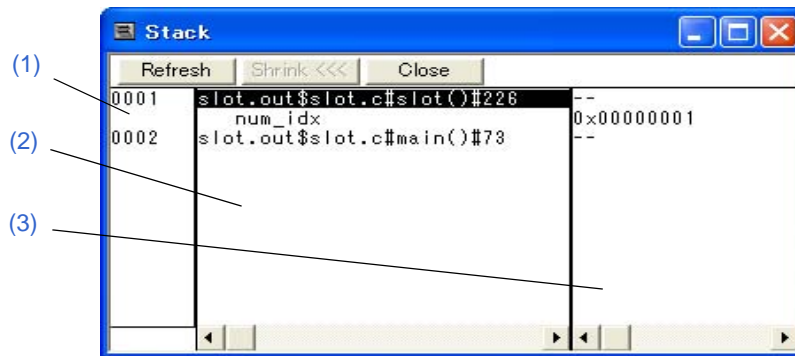 Stack
Refresh Shrink <<< Close
(1)
0001 slot.out$slot.c#slot()#226 --
num_idx 0x00000001
0002 slot.out$slot.c#main()#73 --
(2)
(3)